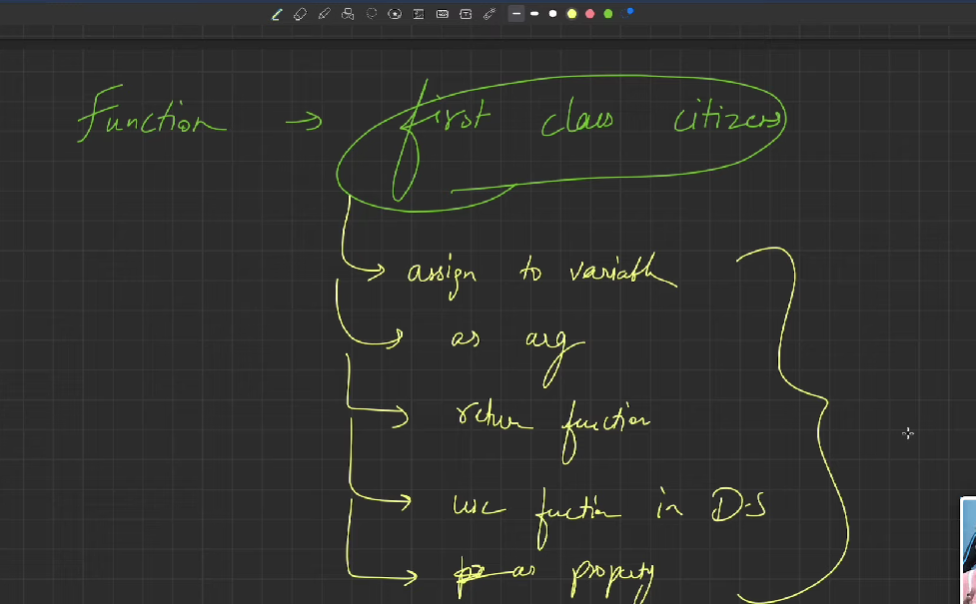 Function → first class citizens
assign to variable
as arg
return function
use function in D.S
as property